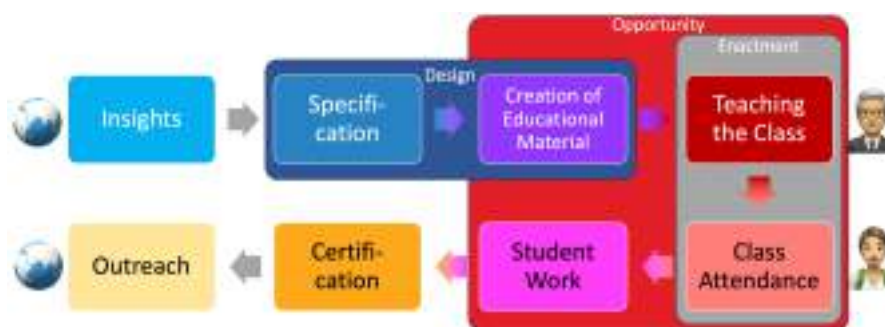 Opportunity
Enactment
Design
Insights
Specifi-
cation
Creation of
Educational
Material
Teaching
the Class
Outreach
Certifi-
cation
Student
Work
Class
Attendance